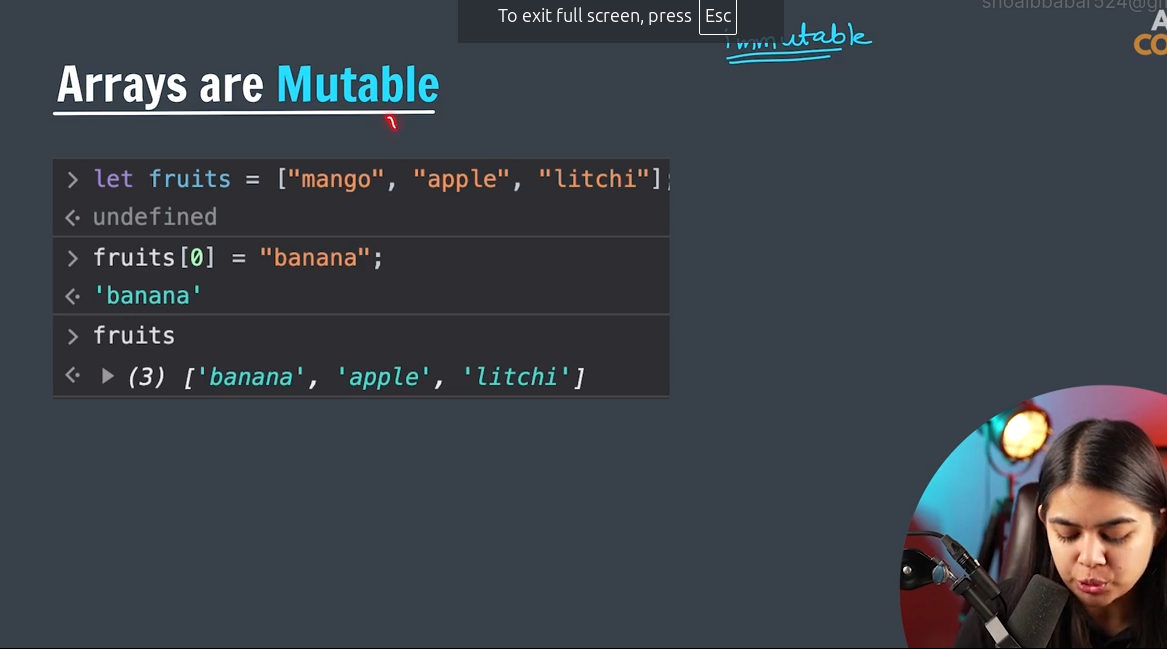 shoaibbabar524@g
To exit full screen, press Esc
immutable
A
CO
Arrays are Mutable
> let fruits = ["mango", "apple", "litchi"];
undefined
> fruits[0] = "banana";
'banana'
> fruits
(3) ['banana', 'apple', 'litchi']